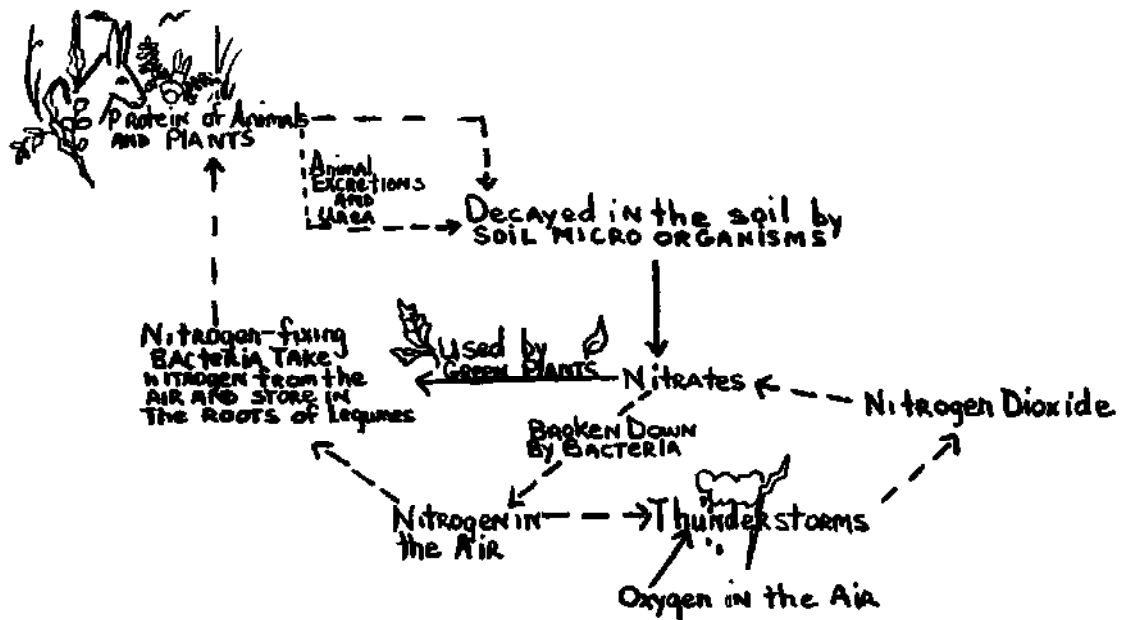 Protein of Animals
AND PLANTS
Animal
EXCRETIONS
AND
UREA
Decayed in the soil by
SOIL MICRO ORGANISMS
Nitrogen-fixing
BACTERIA TAKE
NITROGEN from the
AIR AND STORE IN
The ROOTS of Legumes
Used by
GREEN PLANTS
Nitrates
Nitrogen Dioxide
BROKEN DOWN
By BACTERIA
Nitrogen in
the AIR
Thunderstorms
Oxygen in the Air